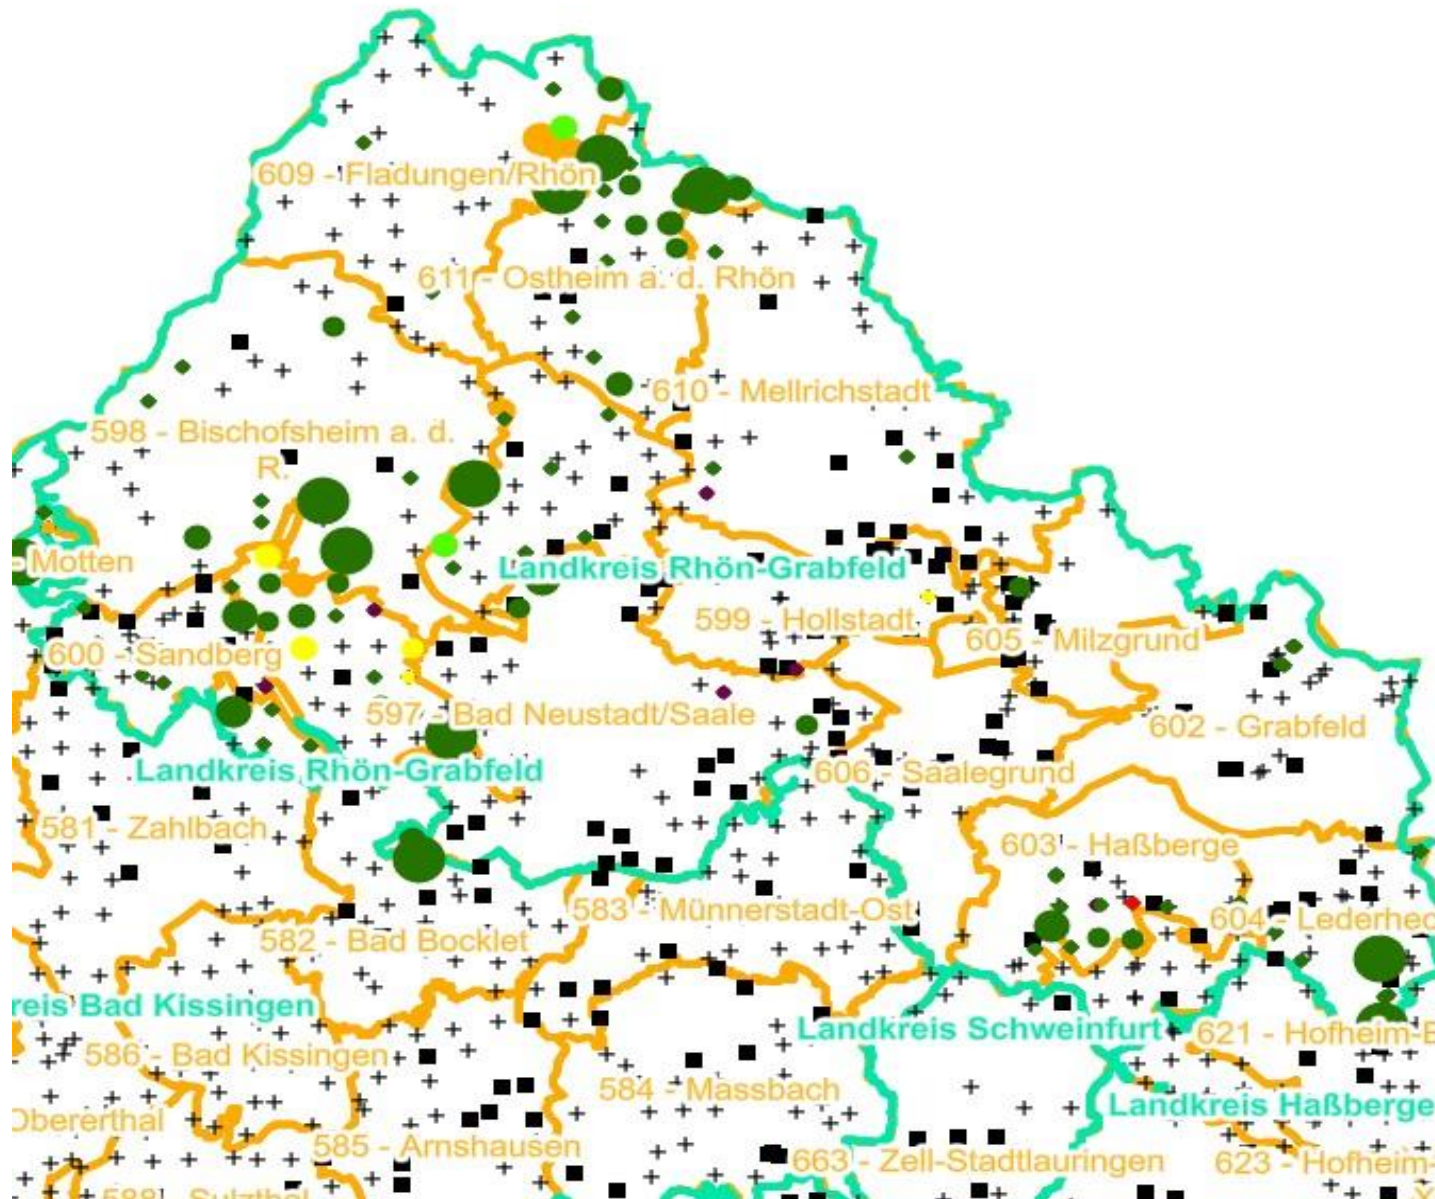 609 - Fladungen/Rhön
611 - Ostheim a. d. Rhön
610 - Mellrichstadt
598 - Bischofsheim a. d.
R.
- Motten
Landkreis Rhön-Grabfeld
599 - Hollstadt
605 - Milzgrund
600 - Sandberg
597 - Bad Neustadt/Saale
602 - Grabfeld
Landkreis Rhön-Grabfeld
606 - Saalegrund
581 - Zahlbach
603 - Haßberge
583 - Münnerstadt-Ost
604 - Lederhec
582 - Bad Bocklet
reis Bad Kissingen
Landkreis Schweinfurt
621 - Hofheim-E
586 - Bad Kissingen
584 - Massbach
Landkreis Haßberge
Obererthal
585 - Arnshausen
663 - Zell-Stadtlauringen
623 - Hofheim-
588 - Sulzthal